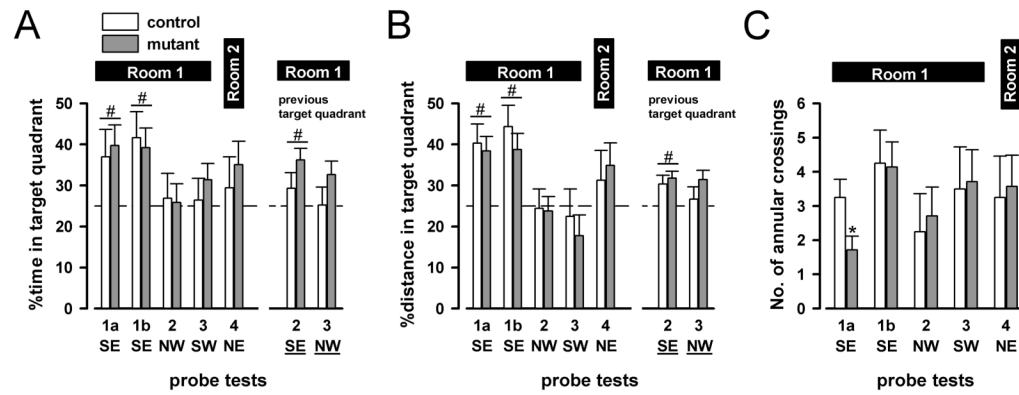 A
control
mutant
Room 1
Room 2
Room 1
previous
target quadrant
%time in target quadrant
50
40
30
20
10
0
#
#
#
1a 1b 2 3 4
SE SE NW SW NE
2 3
SE NW
probe tests
B
Room 1
Room 2
Room 1
previous
target quadrant
%distance in target quadrant
50
40
30
20
10
0
#
#
#
1a 1b 2 3 4
SE SE NW SW NE
2 3
SE NW
probe tests
C
Room 1
Room 2
No. of annular crossings
6
5
4
3
2
1
0
*
1a 1b 2 3 4
SE SE NW SW NE
probe tests